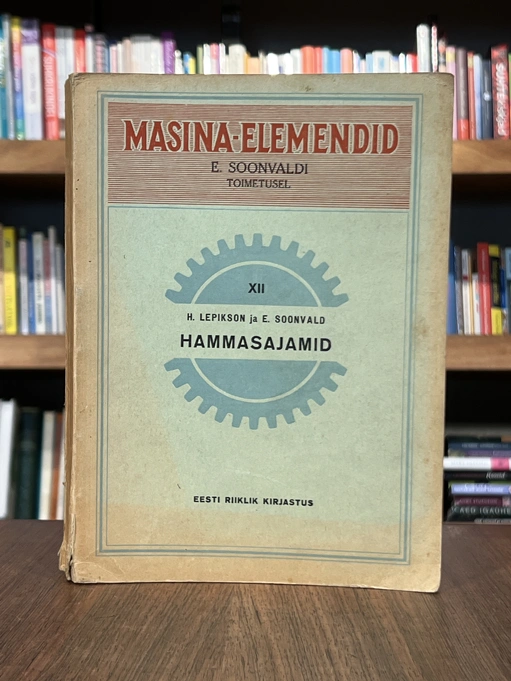 MASINA-ELEMENDID
E. SOONVALDI
TOIMETUSEL
XII
H. LEPIKSON ja E. SOONVALD
HAMMASAJAMID
EESTI RIIKLIK KIRJASTUS